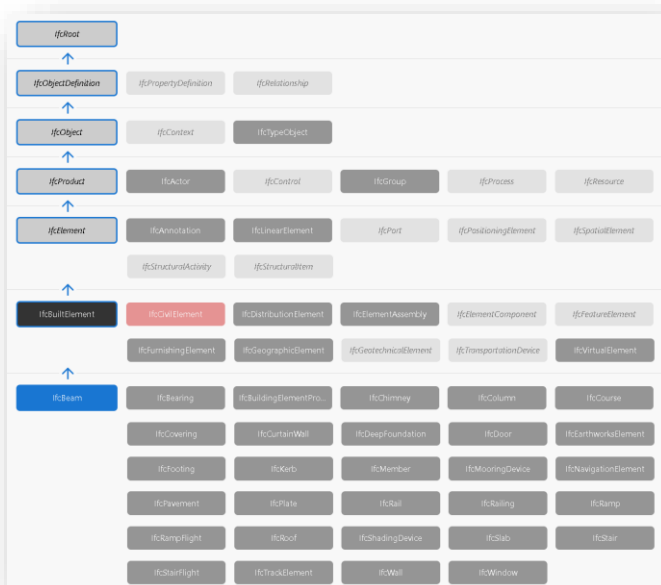 IfcRoot
IfcObjectDefinition IfcPropertyDefinition IfcRelationship
IfcObject IfcContext IfcTypeObject
IfcProduct IfcActor IfcControl IfcGroup IfcProcess IfcResource
IfcElement IfcAnnotation IfcLinearElement IfcPort IfcPositioningElement IfcSpatialElement
IfcStructuralActivity IfcStructuralItem
IfcBuiltElement IfcCivilElement IfcDistributionElement IfcElementAssembly IfcElementComponent IfcFeatureElement
IfcFurnishingElement IfcGeographicElement IfcGeotechnicalElement IfcTransportationDevice IfcVirtualElement
IfcBeam IfcBearing IfcBuildingElementPro... IfcChimney IfcColumn IfcCourse
IfcCovering IfcCurtainWall IfcDeepFoundation IfcDoor IfcEarthworksElement
IfcFooting IfcKerb IfcMember IfcMooringDevice IfcNavigationElement
IfcPavement IfcPlate IfcRail IfcRailing IfcRamp
IfcRampFlight IfcRoof IfcShadingDevice IfcSlab IfcStair
IfcStairFlight IfcTrackElement IfcWall IfcWindow